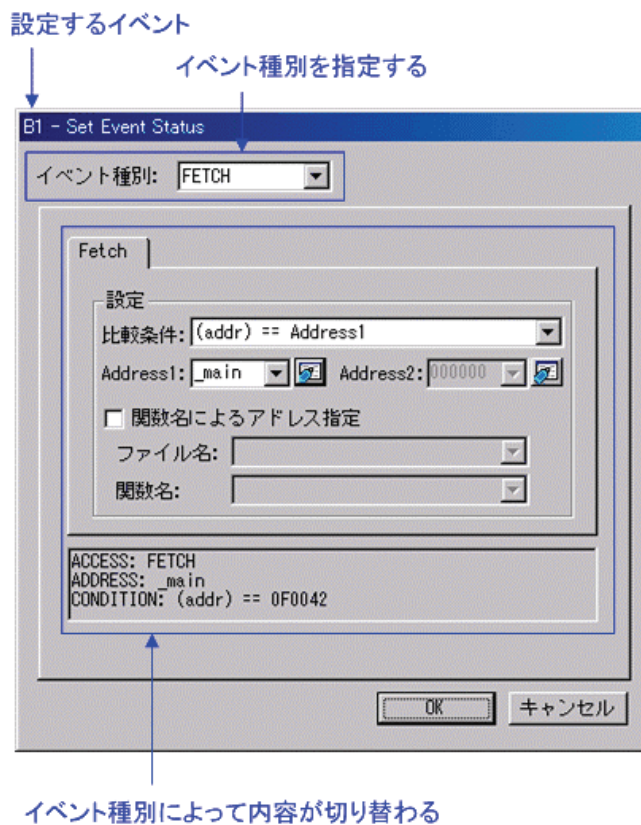 設定するイベント
イベント種別を指定する
B1 - Set Event Status
イベント種別: FETCH
Fetch
設定
比較条件: (addr) == Address1
Address1: _main Address2: 000000
関数名によるアドレス指定
ファイル名:
関数名:
ACCESS: FETCH
ADDRESS: _main
CONDITION: (addr) == 0F0042
OK キャンセル
イベント種別によって内容が切り替わる